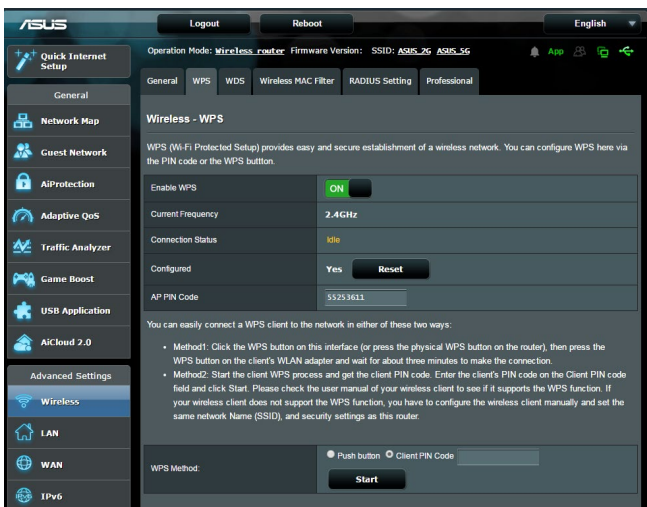 ASUS
Logout
Reboot
English
Quick Internet
Setup
Operation Mode: Wireless router Firmware Version: SSID: ASUS_2G ASUS_5G
App
General
WPS
WDS
Wireless MAC Filter
RADIUS Setting
Professional
General
Network Map
Guest Network
AiProtection
Adaptive QoS
Traffic Analyzer
Game Boost
USB Application
AiCloud 2.0
Advanced Settings
Wireless
LAN
WAN
IPv6
Wireless - WPS
WPS (Wi-Fi Protected Setup) provides easy and secure establishment of a wireless network. You can configure WPS here via
the PIN code or the WPS buttton.
Enable WPS
ON
Current Frequency
2.4GHz
Connection Status
Idle
Configured
Yes
Reset
AP PIN Code
55253611
You can easily connect a WPS client to the network in either of these two ways:
• Method1: Click the WPS button on this interface (or press the physical WPS button on the router), then press the
WPS button on the client's WLAN adapter and wait for about three minutes to make the connection.
• Method2: Start the client WPS process and get the client PIN code. Enter the client's PIN code on the Client PIN code
field and click Start. Please check the user manual of your wireless client to see if it supports the WPS function. If
your wireless client does not support the WPS function, you have to configure the wireless client manually and set the
same network Name (SSID), and security settings as this router.
WPS Method:
Push button Client PIN Code
Start